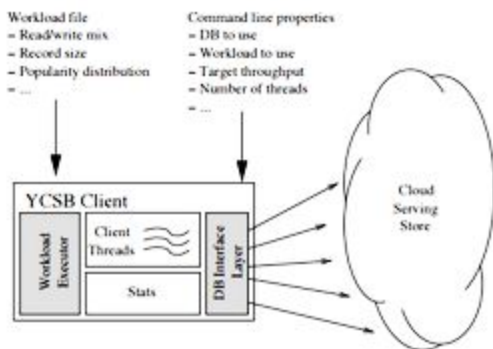 Workload file
– Read/write mix
– Record size
– Popularity distribution
– ...
Command line properties
– DB to use
– Workload to use
– Target throughput
– Number of threads
– ...
YCSB Client
Workload
Executor
Client
Threads
Stats
DB Interface
Layer
Cloud
Serving
Store